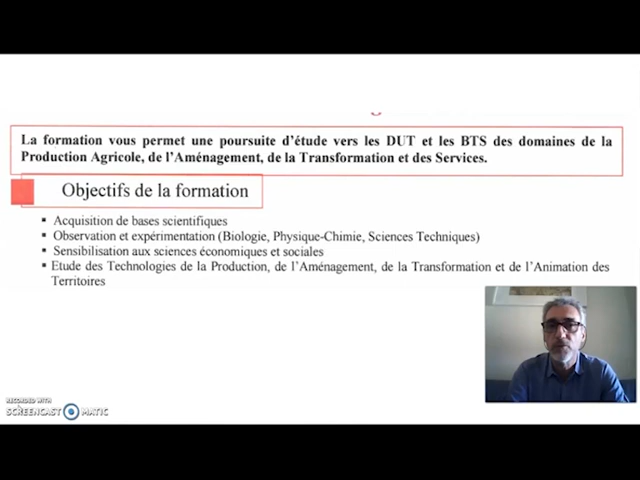 La formation vous permet une poursuite d'étude vers les DUT et les BTS des domaines de la
Production Agricole, de l'Aménagement, de la Transformation et des Services.
Objectifs de la formation
▪ Acquisition de bases scientifiques
▪ Observation et expérimentation (Biologie, Physique-Chimie, Sciences Techniques)
▪ Sensibilisation aux sciences économiques et sociales
▪ Etude des Technologies de la Production, de l'Aménagement, de la Transformation et de l'Animation des
Territoires
RECORDED WITH
SCREENCAST MATIC